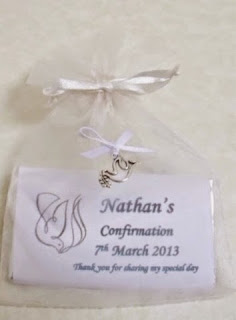 Nathan's
Confirmation
7th March 2013
Thank you for sharing my special day